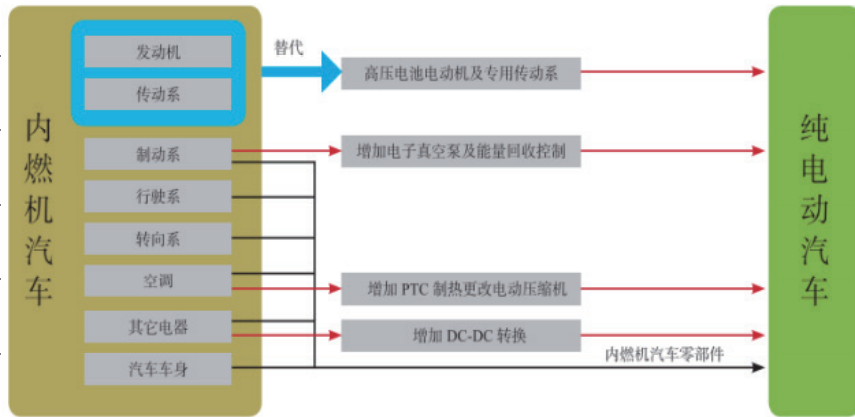 内燃机汽车
发动机
传动系
制动系
行驶系
转向系
空调
其它电器
汽车车身
替代
高压电池电动机及专用传动系
增加电子真空泵及能量回收控制
增加 PTC 制热更改电动压缩机
增加 DC-DC 转换
内燃机汽车零部件
纯电动汽车